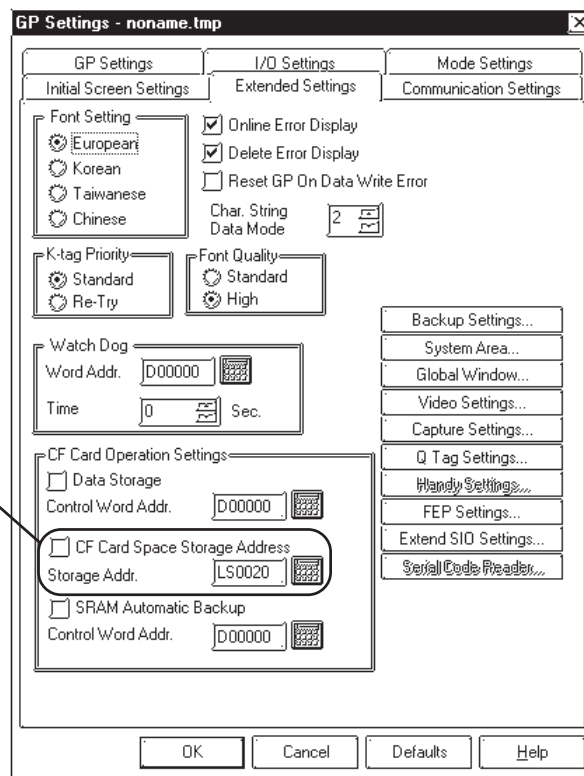 GP Settings - noname.tmp
GP Settings
I/O Settings
Mode Settings
Initial Screen Settings
Extended Settings
Communication Settings
Font Setting
European
Korean
Taiwanese
Chinese
Online Error Display
Delete Error Display
Reset GP On Data Write Error
Char. String
Data Mode
2
K-tag Priority
Standard
Re-Try
Font Quality
Standard
High
Watch Dog
Word Addr.
D00000
Time
0
Sec.
CF Card Operation Settings
Data Storage
Control Word Addr.
D00000
CF Card Space Storage Address
Storage Addr.
LS0020
SRAM Automatic Backup
Control Word Addr.
D00000
Backup Settings...
System Area...
Global Window...
Video Settings...
Capture Settings...
Q Tag Settings...
Handy Settings...
FEP Settings...
Extend SIO Settings...
Serial Code Reader...
OK
Cancel
Defaults
Help